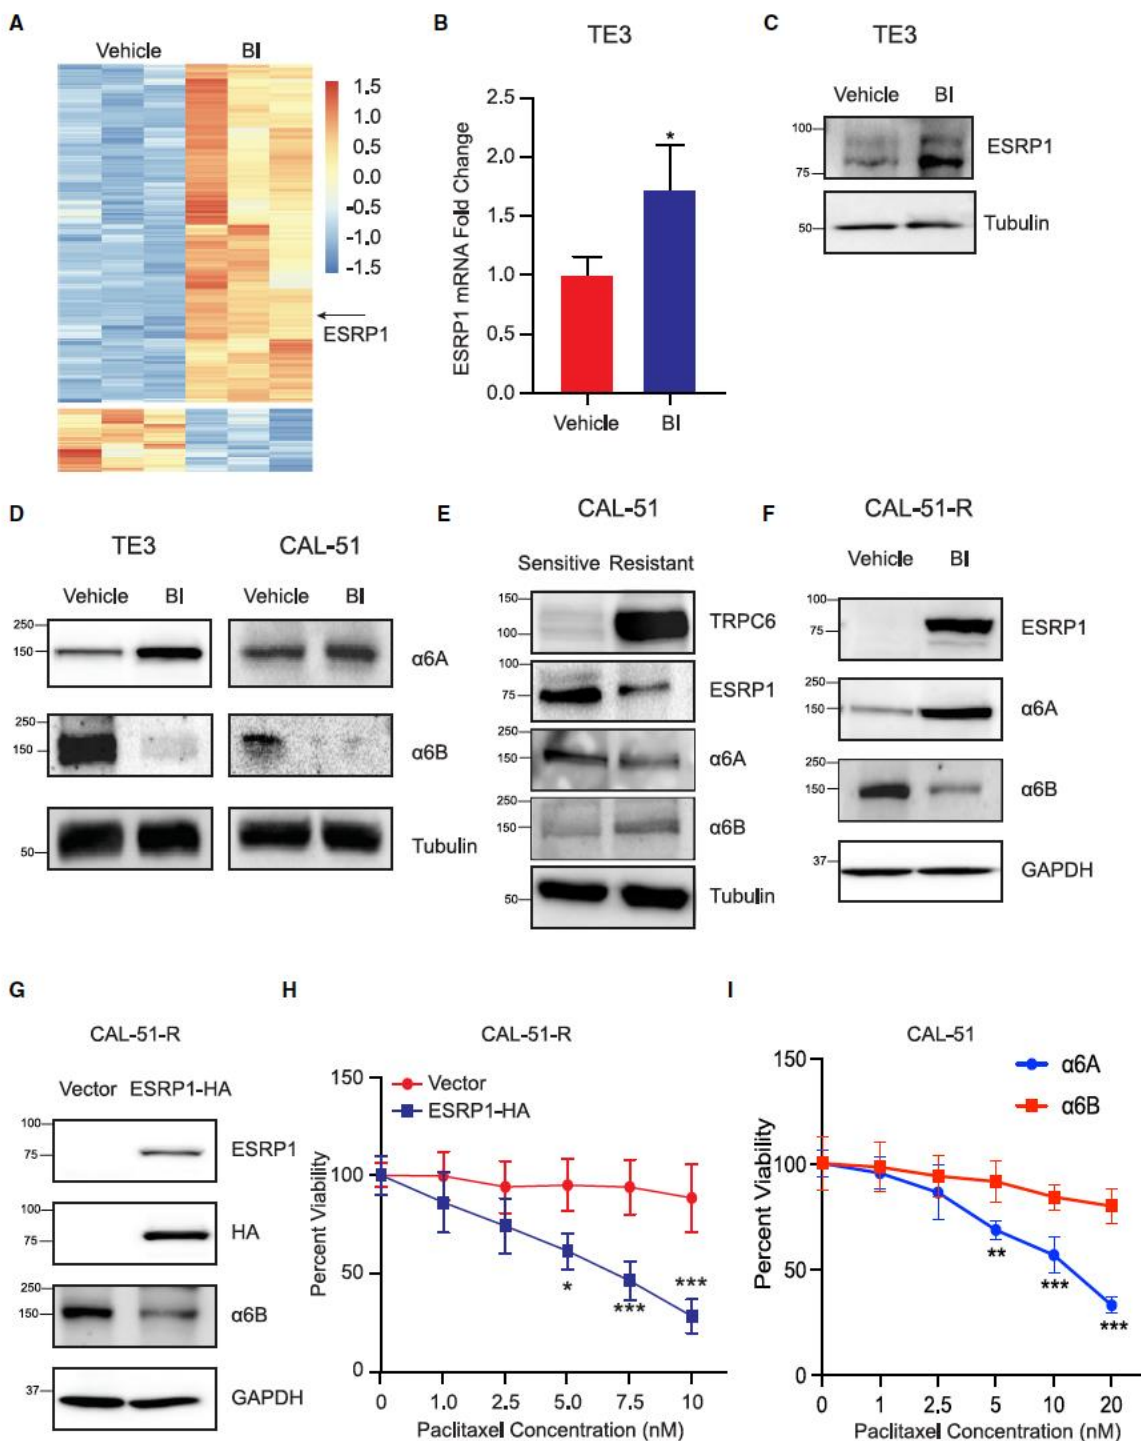 A
Vehicle BI
1.5
1.0
0.5
0.0
-0.5
-1.0
-1.5
ESRP1
B
TE3
ESRP1 mRNA Fold Change
2.5
2.0
1.5
1.0
0.5
0.0
*
Vehicle BI
C
TE3
Vehicle BI
100
75
ESRP1
50
Tubulin
D
TE3 CAL-51
Vehicle BI Vehicle BI
250
150
α6A
250
150
α6B
50
Tubulin
E
CAL-51
Sensitive Resistant
150
100
TRPC6
100
75
ESRP1
250
150
α6A
250
150
α6B
50
Tubulin
F
CAL-51-R
Vehicle BI
100
75
ESRP1
250
150
α6A
250
150
α6B
37
GAPDH
G
CAL-51-R
Vector ESRP1-HA
100
75
ESRP1
100
75
HA
250
150
α6B
37
GAPDH
H
CAL-51-R
Vector
ESRP1-HA
Percent Viability
150
100
50
0
*
***
***
0 1.0 2.5 5.0 7.5 10
Paclitaxel Concentration (nM)
I
CAL-51
α6A
α6B
Percent Viability
150
100
50
0
**
***
***
0 1 2.5 5 10 20
Paclitaxel Concentration (nM)